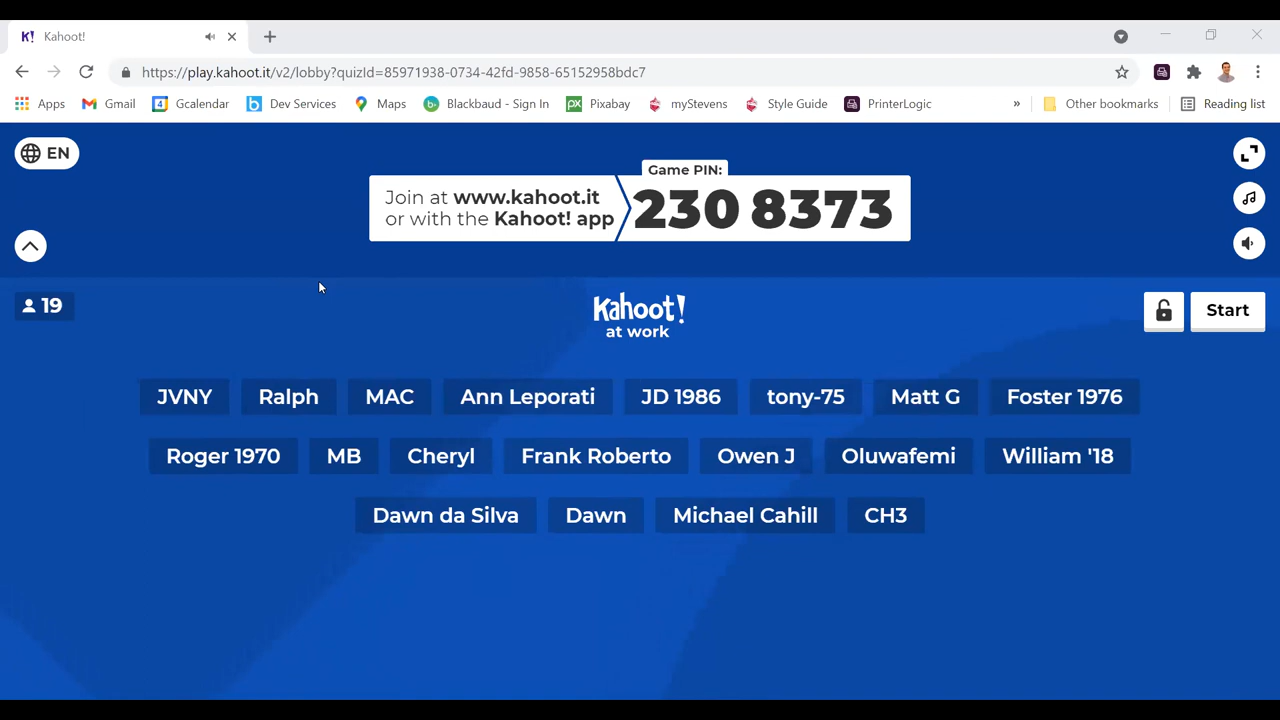 K! Kahoot!
https://play.kahoot.it/v2/lobby?quizId=85971938-0734-42fd-9858-65152958bdc7
Apps Gmail 4 Gcalendar b Dev Services Maps b Blackbaud - Sign In px Pixabay myStevens Style Guide PrinterLogic » Other bookmarks Reading list
EN
Game PIN:
Join at www.kahoot.it
or with the Kahoot! app
230 8373
19
Kahoot!
at work
Start
JVNY Ralph MAC Ann Leporati JD 1986 tony-75 Matt G Foster 1976
Roger 1970 MB Cheryl Frank Roberto Owen J Oluwafemi William '18
Dawn da Silva Dawn Michael Cahill CH3